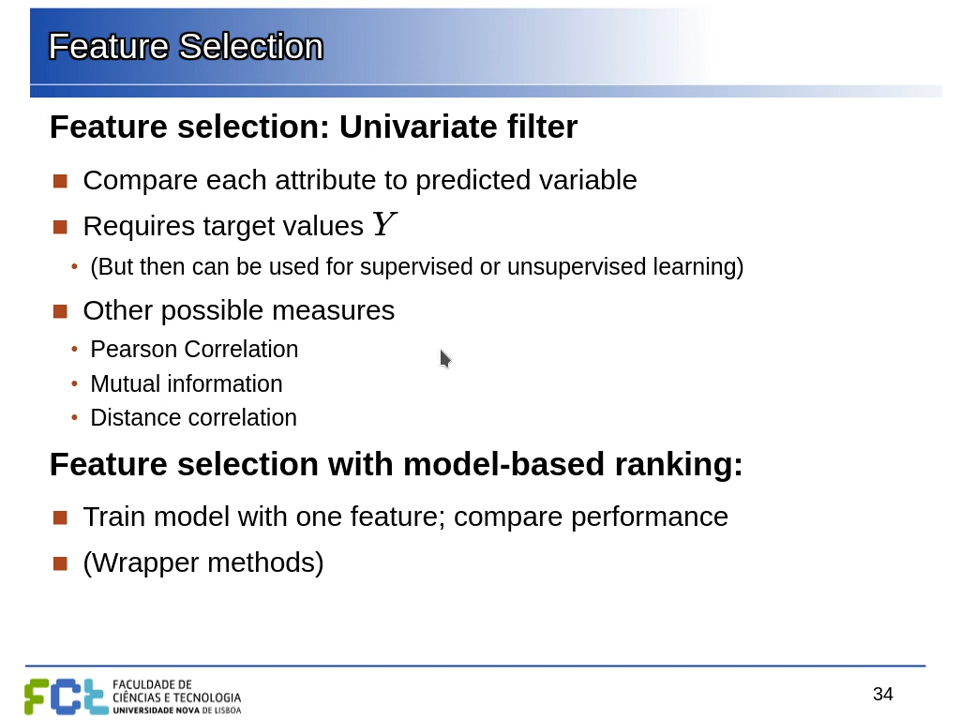 Feature Selection
Feature selection: Univariate filter
Compare each attribute to predicted variable
Requires target values Y
(But then can be used for supervised or unsupervised learning)
Other possible measures
Pearson Correlation
Mutual information
Distance correlation
Feature selection with model-based ranking:
Train model with one feature; compare performance
(Wrapper methods)
FCt
FACULDADE DE
CIÊNCIAS E TECNOLOGIA
UNIVERSIDADE NOVA DE LISBOA
34